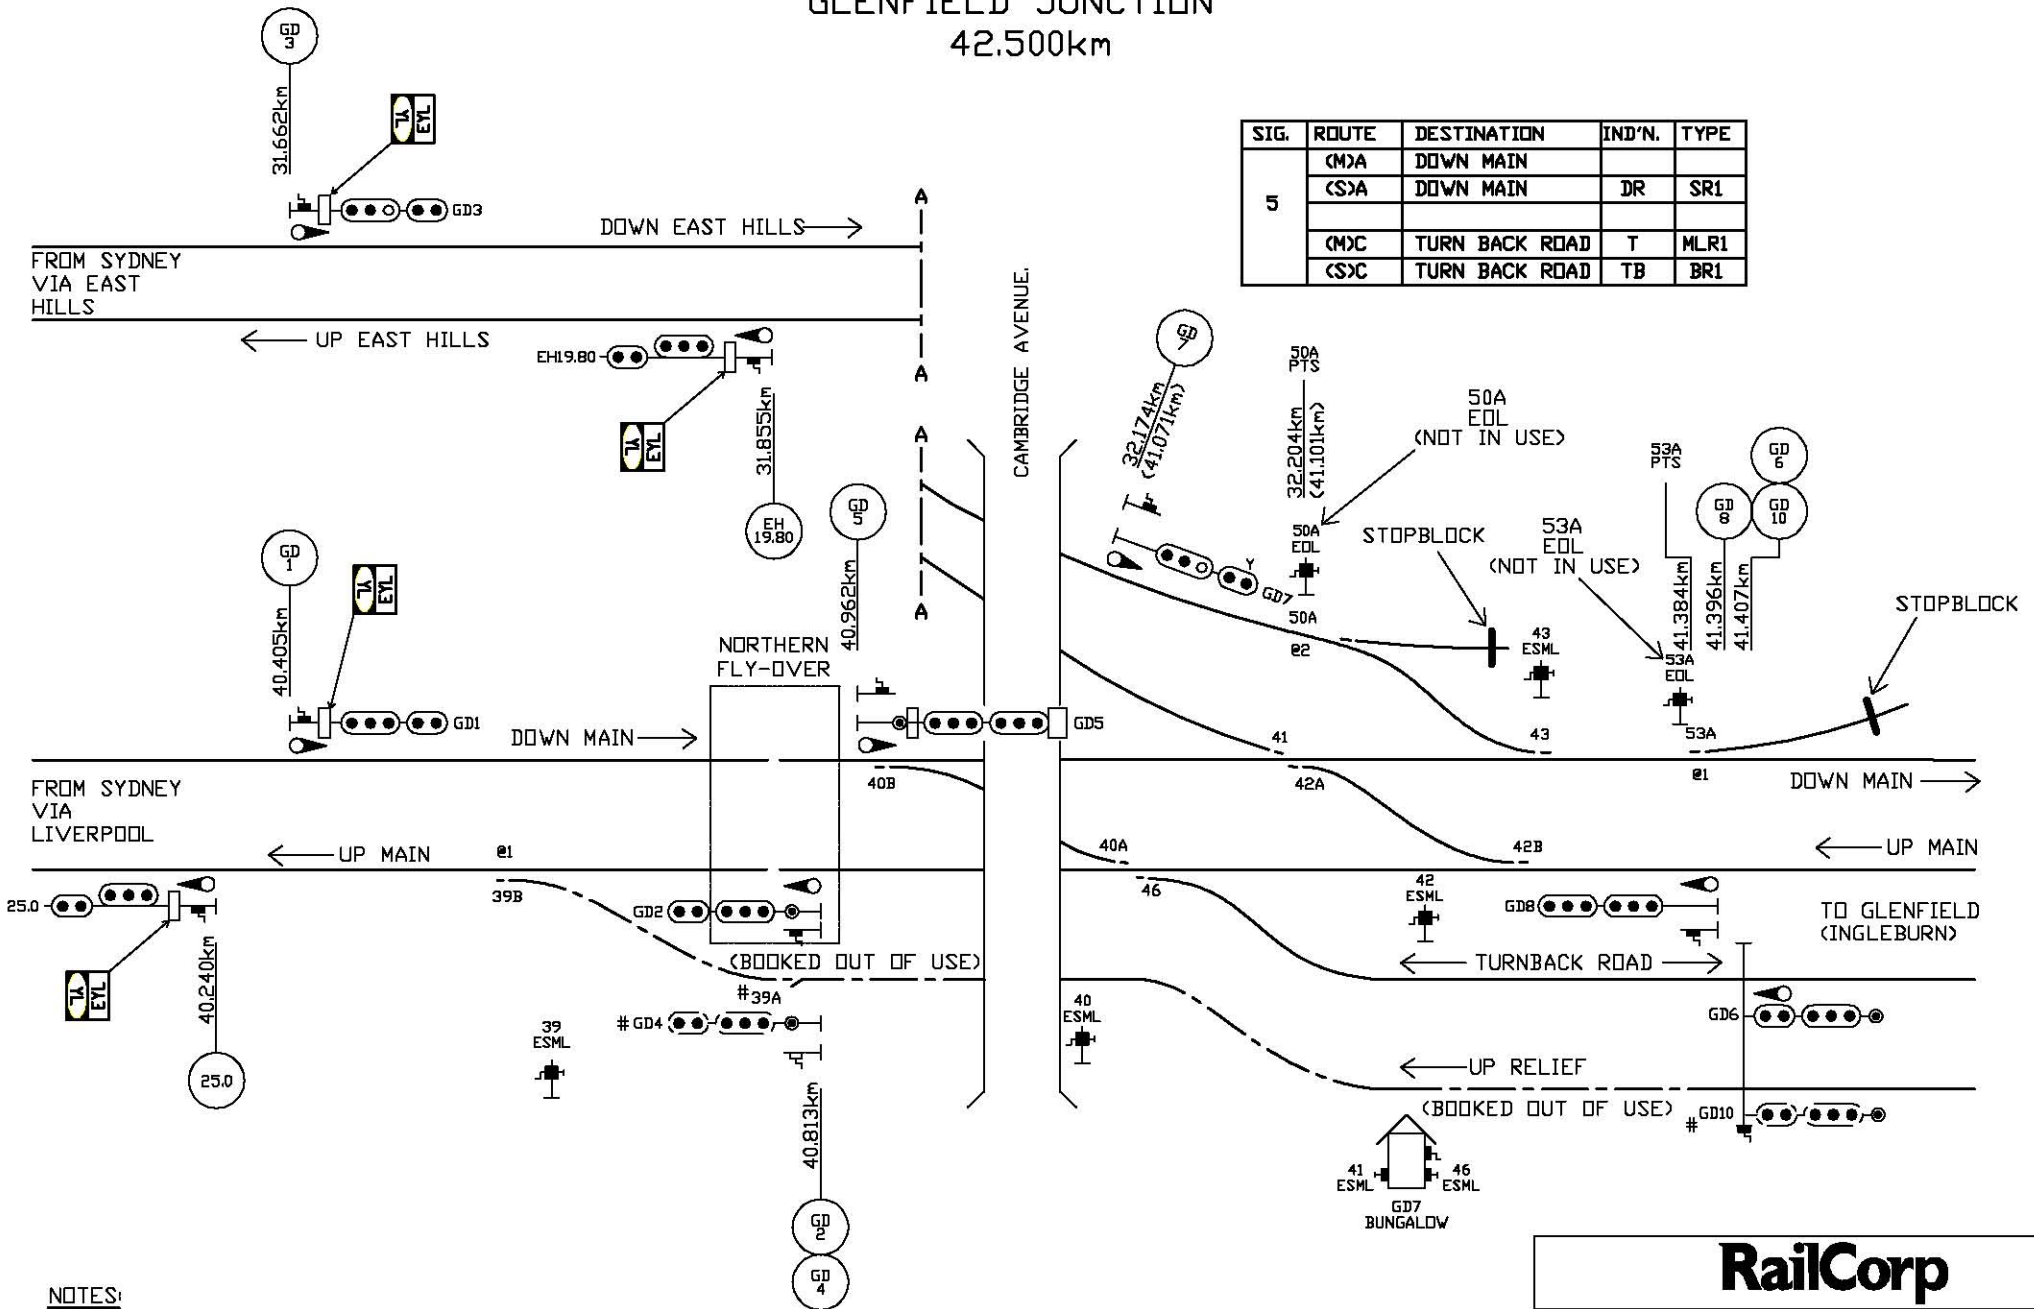 GLENFIELD JUNCTION
42.500km
GD
3
31.662km
YL
EYL
GD3
DOWN EAST HILLS
A
FROM SYDNEY
VIA EAST
HILLS
UP EAST HILLS
EH19.80
A
YL
EYL
31.855km
EH
19.80
CAMBRIDGE AVENUE.
SIG. ROUTE DESTINATION IND'N. TYPE
5
(M)A DOWN MAIN
(S)A DOWN MAIN DR SR1
(M)C TURN BACK ROAD T MLR1
(S)C TURN BACK ROAD TB BR1
GD
7
32.174km
(41.071km)
50A
PTS
32.204km
(41.101km)
50A
EOL
(NOT IN USE)
50A
EOL
STOPBLOCK
53A
PTS
53A
EOL
(NOT IN USE)
GD
6
GD
8
GD
10
41.384km
41.396km
41.407km
STOPBLOCK
A
A
GD
5
40.962km
GD
1
40.405km
YL
EYL
GD1
DOWN MAIN
NORTHERN
FLY-OVER
GD5
Y
GD7
50A
@2
43
ESML
53A
EOL
41
43
53A
40B
42A
@1
DOWN MAIN
FROM SYDNEY
VIA
LIVERPOOL
UP MAIN
@1
40A
42B
UP MAIN
39B
46
25.0
YL
EYL
40.240km
25.0
GD2
(BOOKED OUT OF USE)
#39A
#GD4
39
ESML
40
ESML
42
ESML
GD8
TO GLENFIELD
(INGLEBURN)
TURNBACK ROAD
GD6
UP RELIEF
(BOOKED OUT OF USE)
# GD10
40.813km
GD
2
GD
4
41
ESML
46
ESML
GD7
BUNGALOW
NOTES:
RailCorp